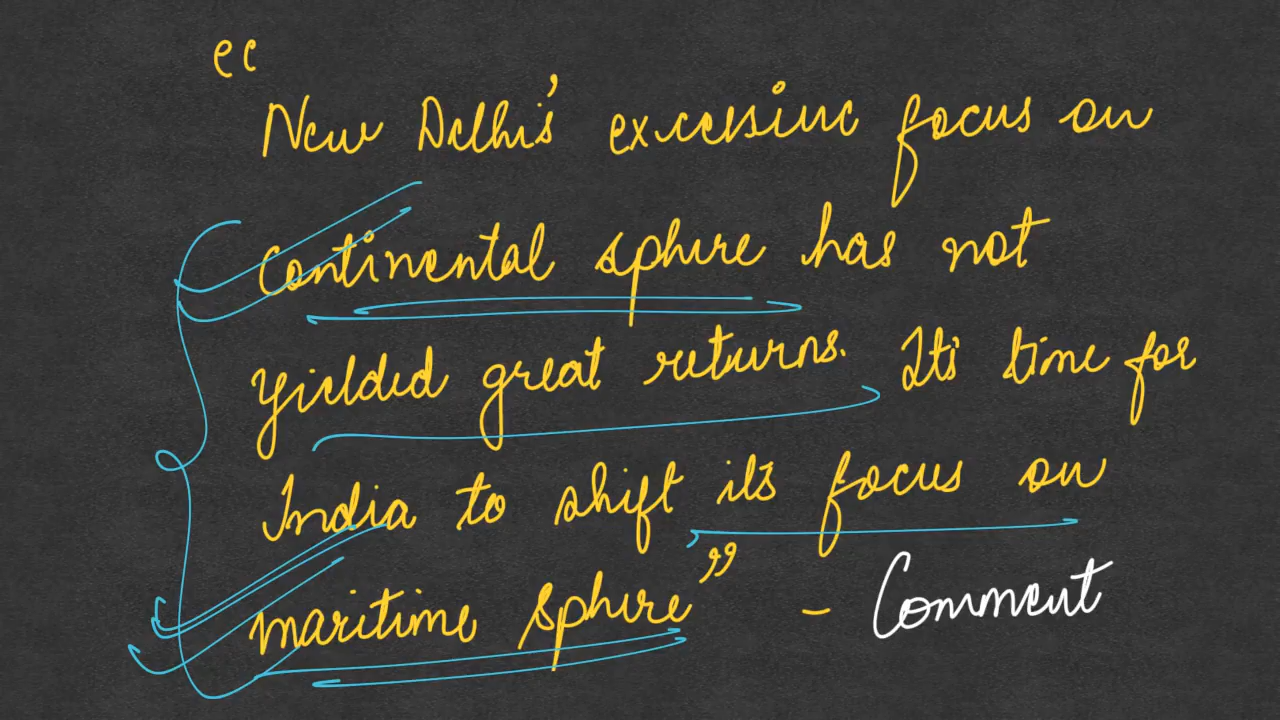 "
New Delhi's excessive focus on
Continental sphere has not
yielded great returns. It's time for
India to shift its focus on
maritime sphere" - Comment